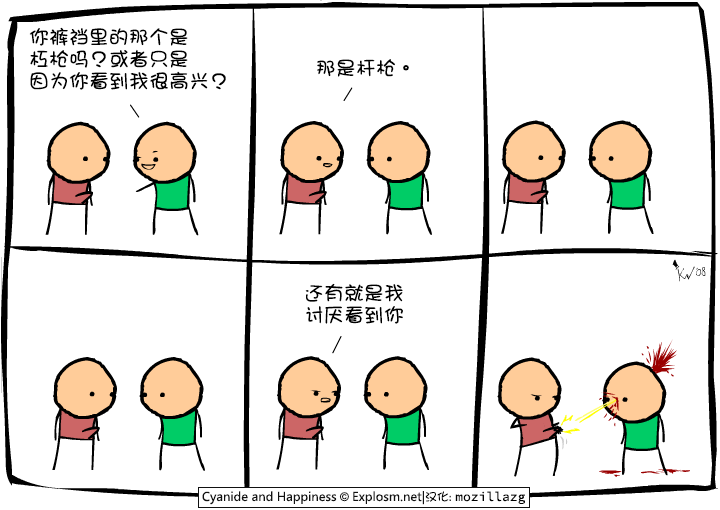 你裤裆里的那个是
朽枪吗？或者只是
因为你看到我很高兴？
那是杆枪。
还有就是我
讨厌看到你
KW08
Cyanide and Happiness © Explosm.net|汉化: mozillazg